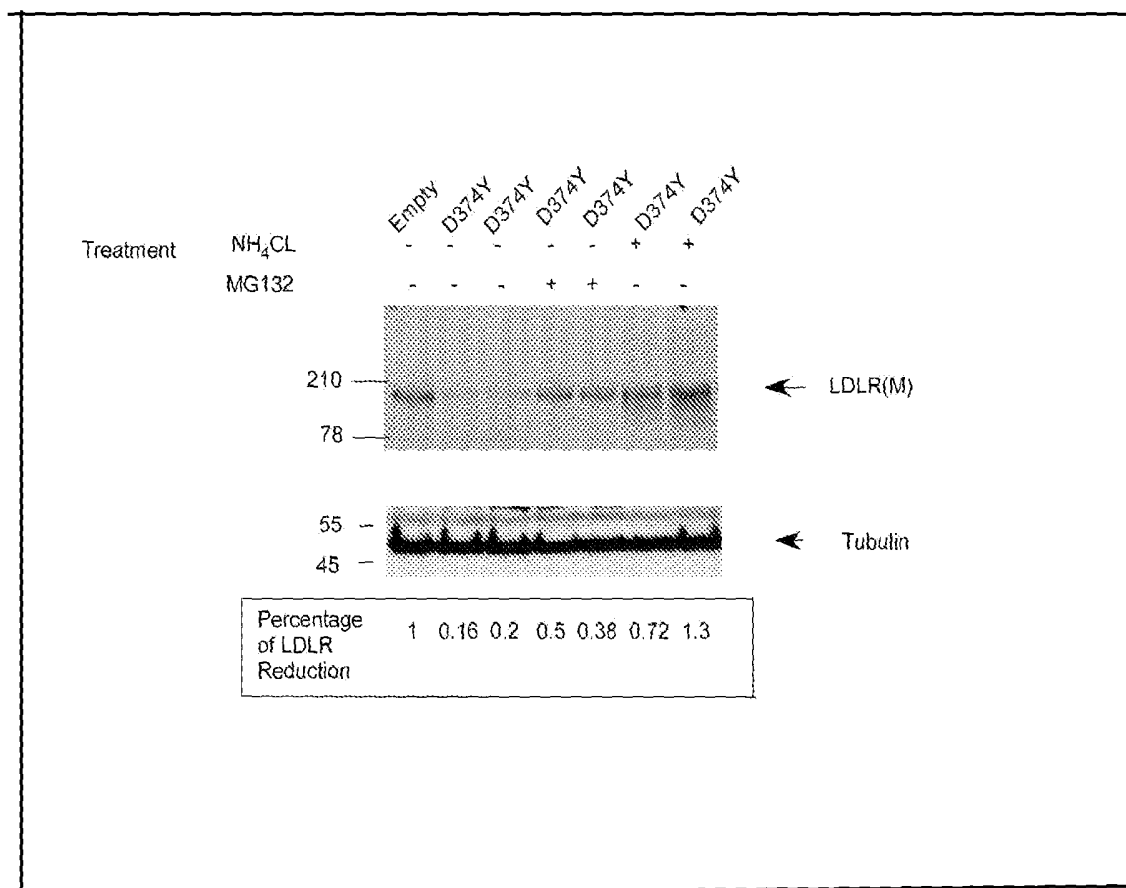 Empty D374Y D374Y D374Y D374Y D374Y D374Y
Treatment NH₄CL - - - - - + +
MG132 - - - + + - -
210
LDLR(M)
78
55
Tubulin
45
Percentage
of LDLR
Reduction
1 0.16 0.2 0.5 0.38 0.72 1.3